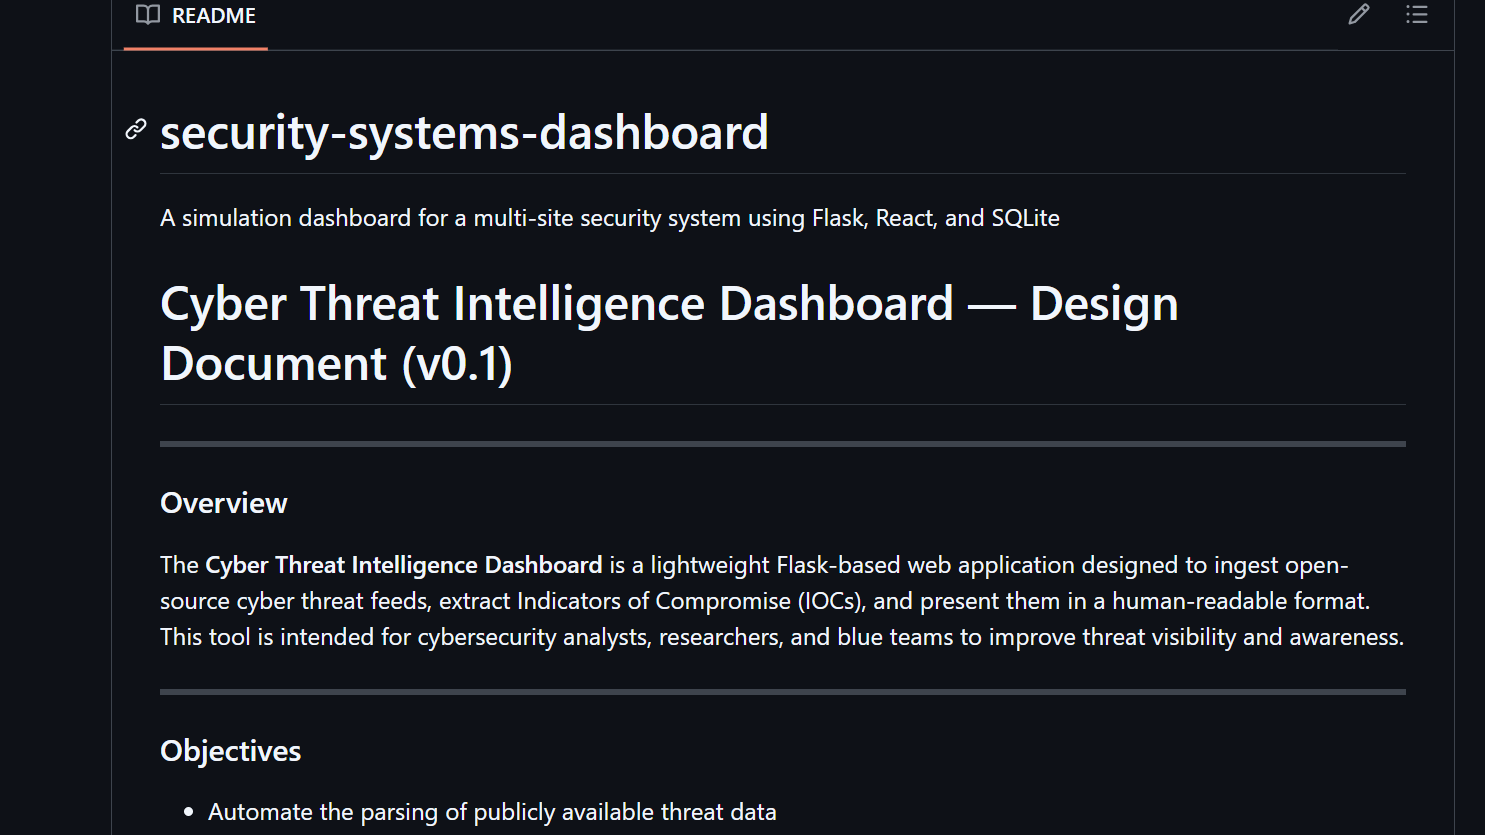 README
security-systems-dashboard
A simulation dashboard for a multi-site security system using Flask, React, and SQLite
Cyber Threat Intelligence Dashboard — Design
Document (v0.1)
Overview
The Cyber Threat Intelligence Dashboard is a lightweight Flask-based web application designed to ingest open-
source cyber threat feeds, extract Indicators of Compromise (IOCs), and present them in a human-readable format.
This tool is intended for cybersecurity analysts, researchers, and blue teams to improve threat visibility and awareness.
Objectives
• Automate the parsing of publicly available threat data